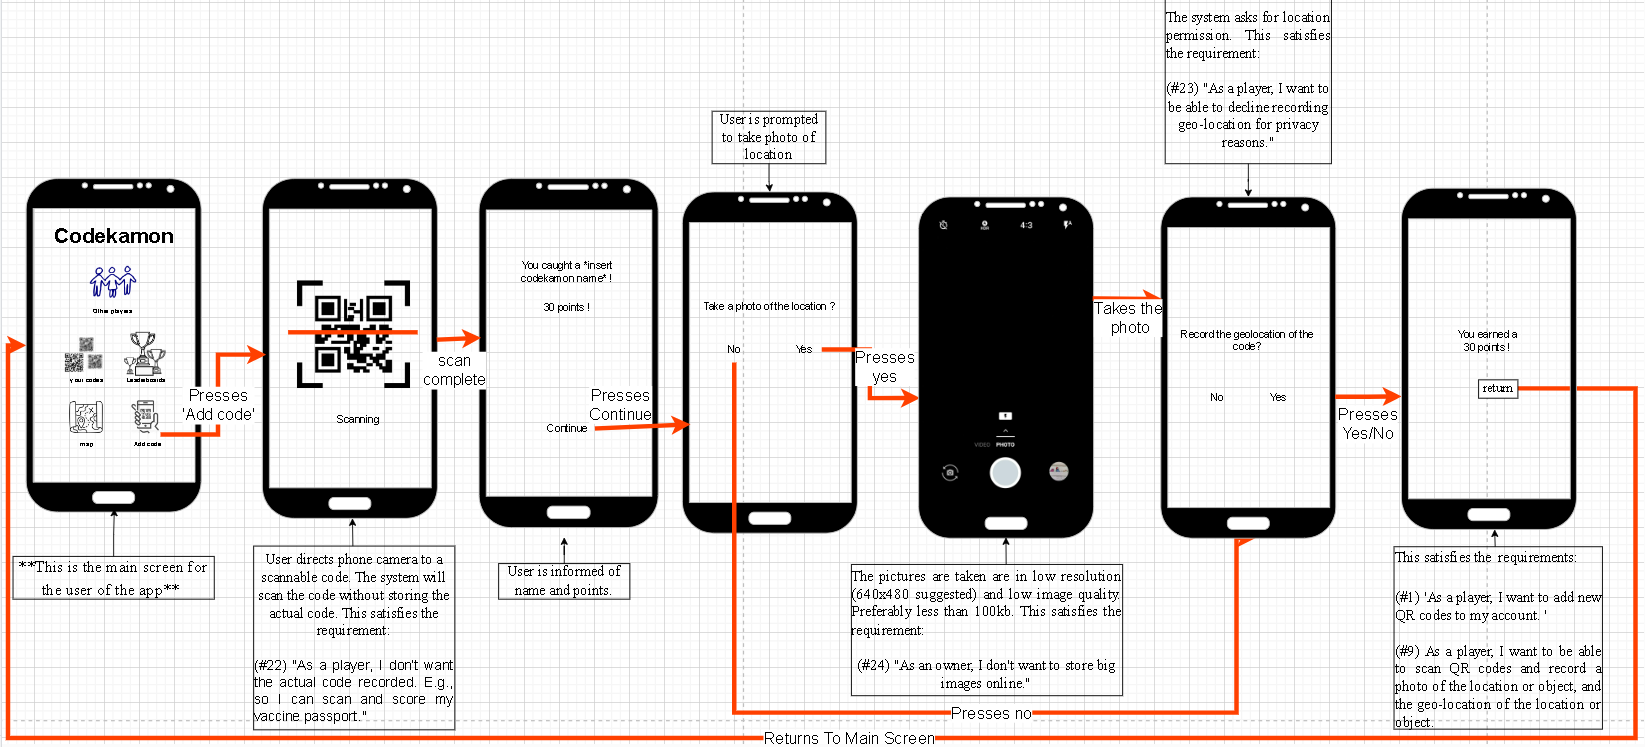 The system asks for location
permission. This satisfies
the requirement:
(#23) "As a player, I want to
be able to decline recording
geo-location for privacy
reasons."
User is prompted
to take photo of
location
Codekamon
Other players
your codes
Leaderboards
map
Add code
Presses
'Add code'
Scanning
scan
complete
You caught a *insert
codekamon name* !
30 points !
Continue
Presses
Continue
Take a photo of the location ?
No
Yes
Presses
yes
4:3
VIDEO
PHOTO
Takes the
photo
Record the geolocation of the
code?
No
Yes
Presses
Yes/No
You earned a
30 points !
return
**This is the main screen for
the user of the app**
User directs phone camera to a
scannable code. The system will
scan the code without storing the
actual code. This satisfies the
requirement:
(#22) "As a player, I don't want
the actual code recorded. E.g.,
so I can scan and score my
vaccine passport."
User is informed of
name and points.
The pictures are taken are in low resolution
(640x480 suggested) and low image quality.
Preferably less than 100kb. This satisfies the
requirement:
(#24) "As an owner, I don't want to store big
images online."
This satisfies the requirements:
(#1) 'As a player, I want to add new
QR codes to my account. '
(#9) As a player, I want to be able
to scan QR codes and record a
photo of the location or object, and
the geo-location of the location or
object.
Presses no
Returns To Main Screen